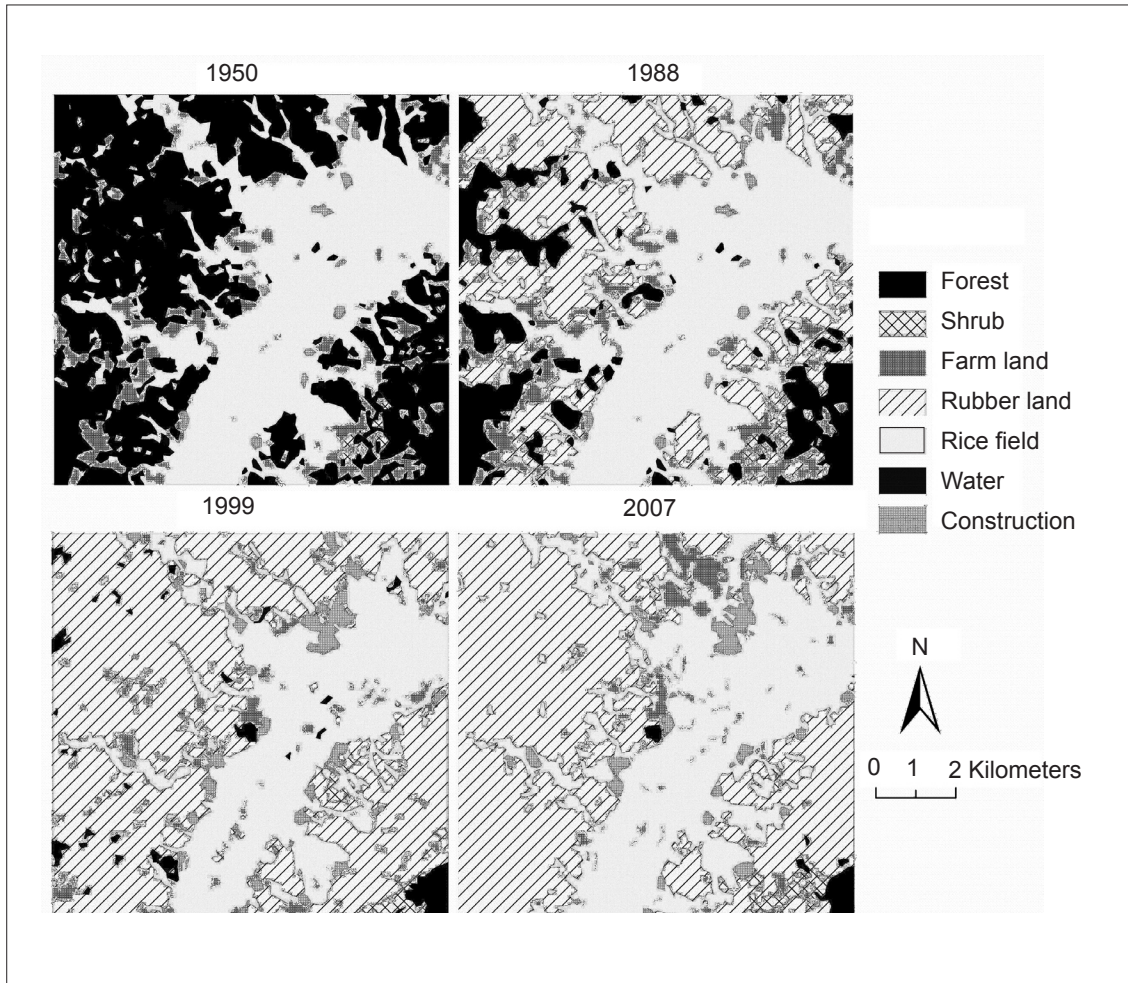 1950
1988
Forest
Shrub
Farm land
Rubber land
Rice field
Water
Construction
1999
2007
N
0 1 2 Kilometers